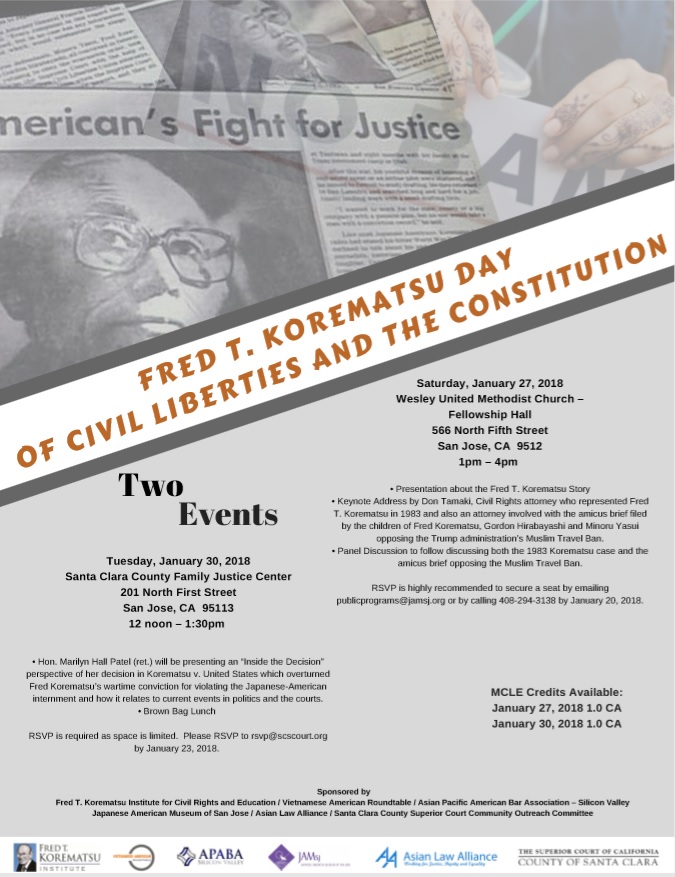 merican's Fight for Justice
FRED T. KOREMATSU DAY
OF CIVIL LIBERTIES AND THE CONSTITUTION
Saturday, January 27, 2018
Wesley United Methodist Church –
Fellowship Hall
566 North Fifth Street
San Jose, CA  9512
1pm – 4pm
• Presentation about the Fred T. Korematsu Story
• Keynote Address by Don Tamaki, Civil Rights attorney who represented Fred
T. Korematsu in 1983 and also an attorney involved with the amicus brief filed
by the children of Fred Korematsu, Gordon Hirabayashi and Minoru Yasui
opposing the Trump administration's Muslim Travel Ban.
• Panel Discussion to follow discussing both the 1983 Korematsu case and the
amicus brief opposing the Muslim Travel Ban.
RSVP is highly recommended to secure a seat by emailing
publicprograms@jamsj.org or by calling 408-294-3138 by January 20, 2018.
Two
Events
Tuesday, January 30, 2018
Santa Clara County Family Justice Center
201 North First Street
San Jose, CA  95113
12 noon – 1:30pm
• Hon. Marilyn Hall Patel (ret.) will be presenting an "Inside the Decision"
perspective of her decision in Korematsu v. United States which overturned
Fred Korematsu's wartime conviction for violating the Japanese-American
internment and how it relates to current events in politics and the courts.
• Brown Bag Lunch
RSVP is required as space is limited.  Please RSVP to rsvp@scscourt.org
by January 23, 2018.
MCLE Credits Available:
January 27, 2018 1.0 CA
January 30, 2018 1.0 CA
Sponsored by
Fred T. Korematsu Institute for Civil Rights and Education / Vietnamese American Roundtable / Asian Pacific American Bar Association – Silicon Valley
Japanese American Museum of San Jose / Asian Law Alliance / Santa Clara County Superior Court Community Outreach Committee
FRED T.
KOREMATSU
INSTITUTE
APABA
SILICON VALLEY
JAMsj
Asian Law Alliance
Working for Justice, Dignity and Equality
THE SUPERIOR COURT OF CALIFORNIA
COUNTY OF SANTA CLARA